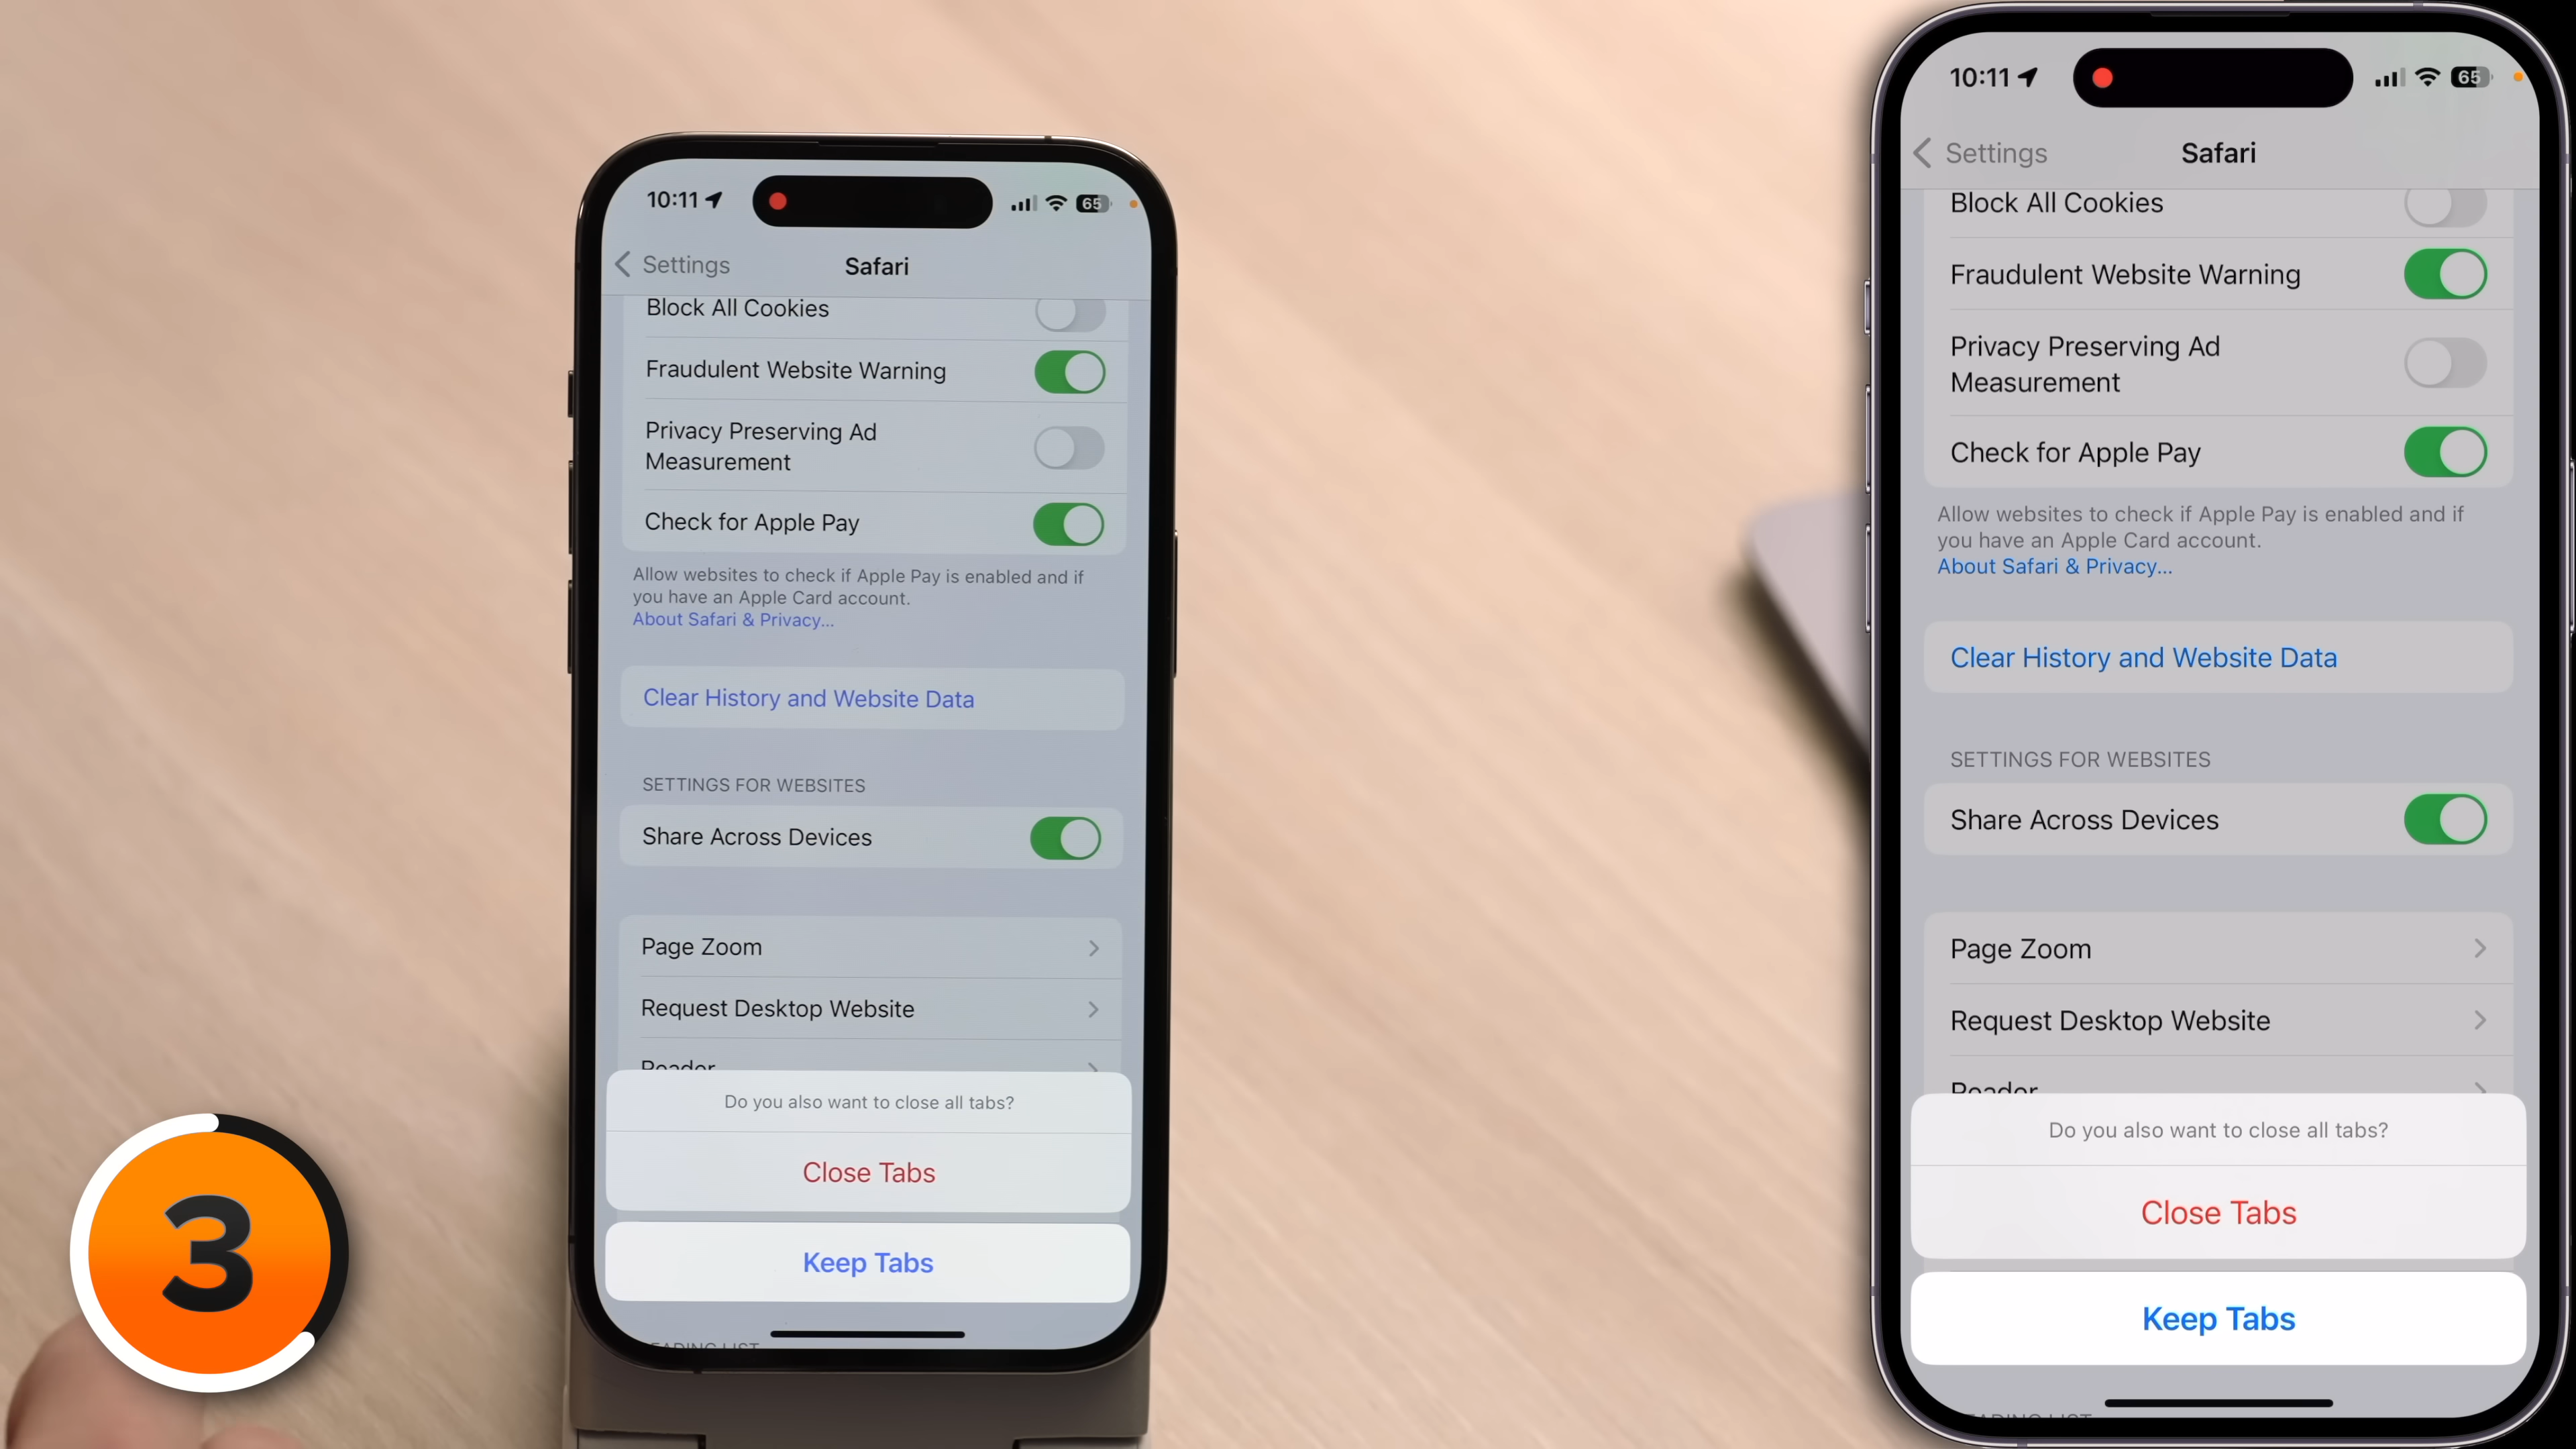 10:11
65
Settings
Safari
Block All Cookies
Fraudulent Website Warning
Privacy Preserving Ad
Measurement
Check for Apple Pay
Allow websites to check if Apple Pay is enabled and if
you have an Apple Card account.
About Safari & Privacy...
Clear History and Website Data
SETTINGS FOR WEBSITES
Share Across Devices
Page Zoom
Request Desktop Website
Reader
Do you also want to close all tabs?
Close Tabs
Keep Tabs
3
10:11
65
Settings
Safari
Block All Cookies
Fraudulent Website Warning
Privacy Preserving Ad
Measurement
Check for Apple Pay
Allow websites to check if Apple Pay is enabled and if
you have an Apple Card account.
About Safari & Privacy...
Clear History and Website Data
SETTINGS FOR WEBSITES
Share Across Devices
Page Zoom
Request Desktop Website
Reader
Do you also want to close all tabs?
Close Tabs
Keep Tabs